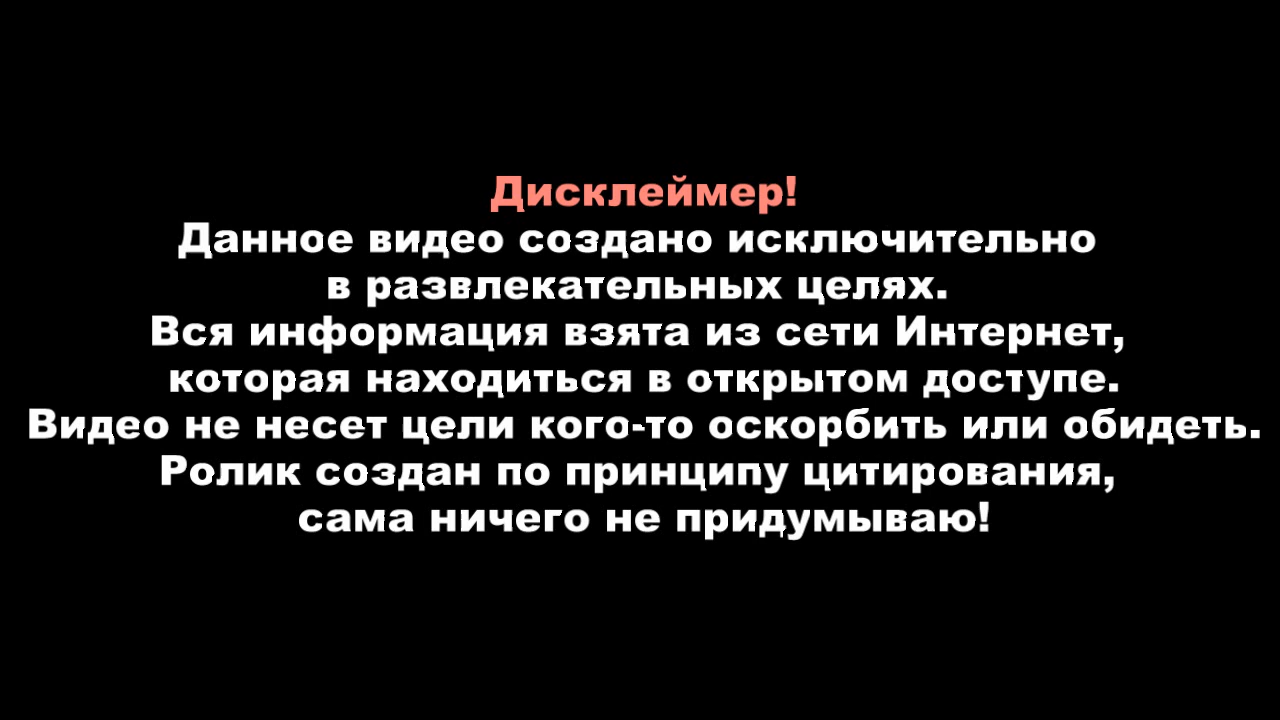 Дисклеймер!
Данное видео создано исключительно
в развлекательных целях.
Вся информация взята из сети Интернет,
которая находиться в открытом доступе.
Видео не несет цели кого-то оскорбить или обидеть.
Ролик создан по принципу цитирования,
сама ничего не придумываю!